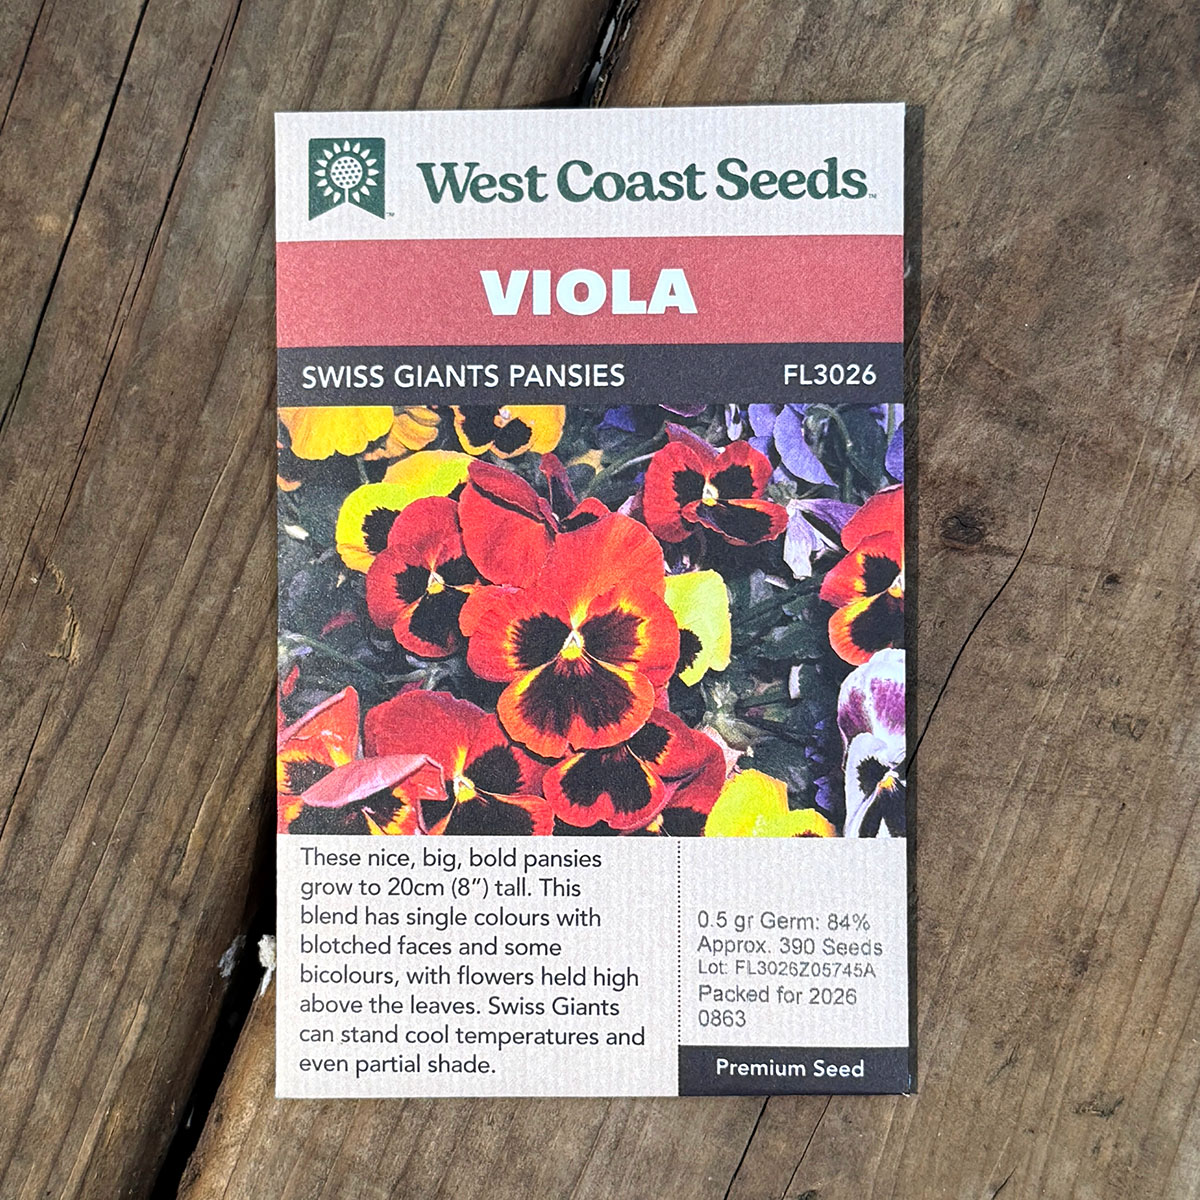 West Coast Seeds™
VIOLA
SWISS GIANTS PANSIES FL3026
These nice, big, bold pansies
grow to 20cm (8”) tall. This
blend has single colours with
blotched faces and some
bicolours, with flowers held high
above the leaves. Swiss Giants
can stand cool temperatures and
even partial shade.
0.5 gr Germ: 84%
Approx. 390 Seeds
Lot: FL3026Z05745A
Packed for 2026
0863
Premium Seed